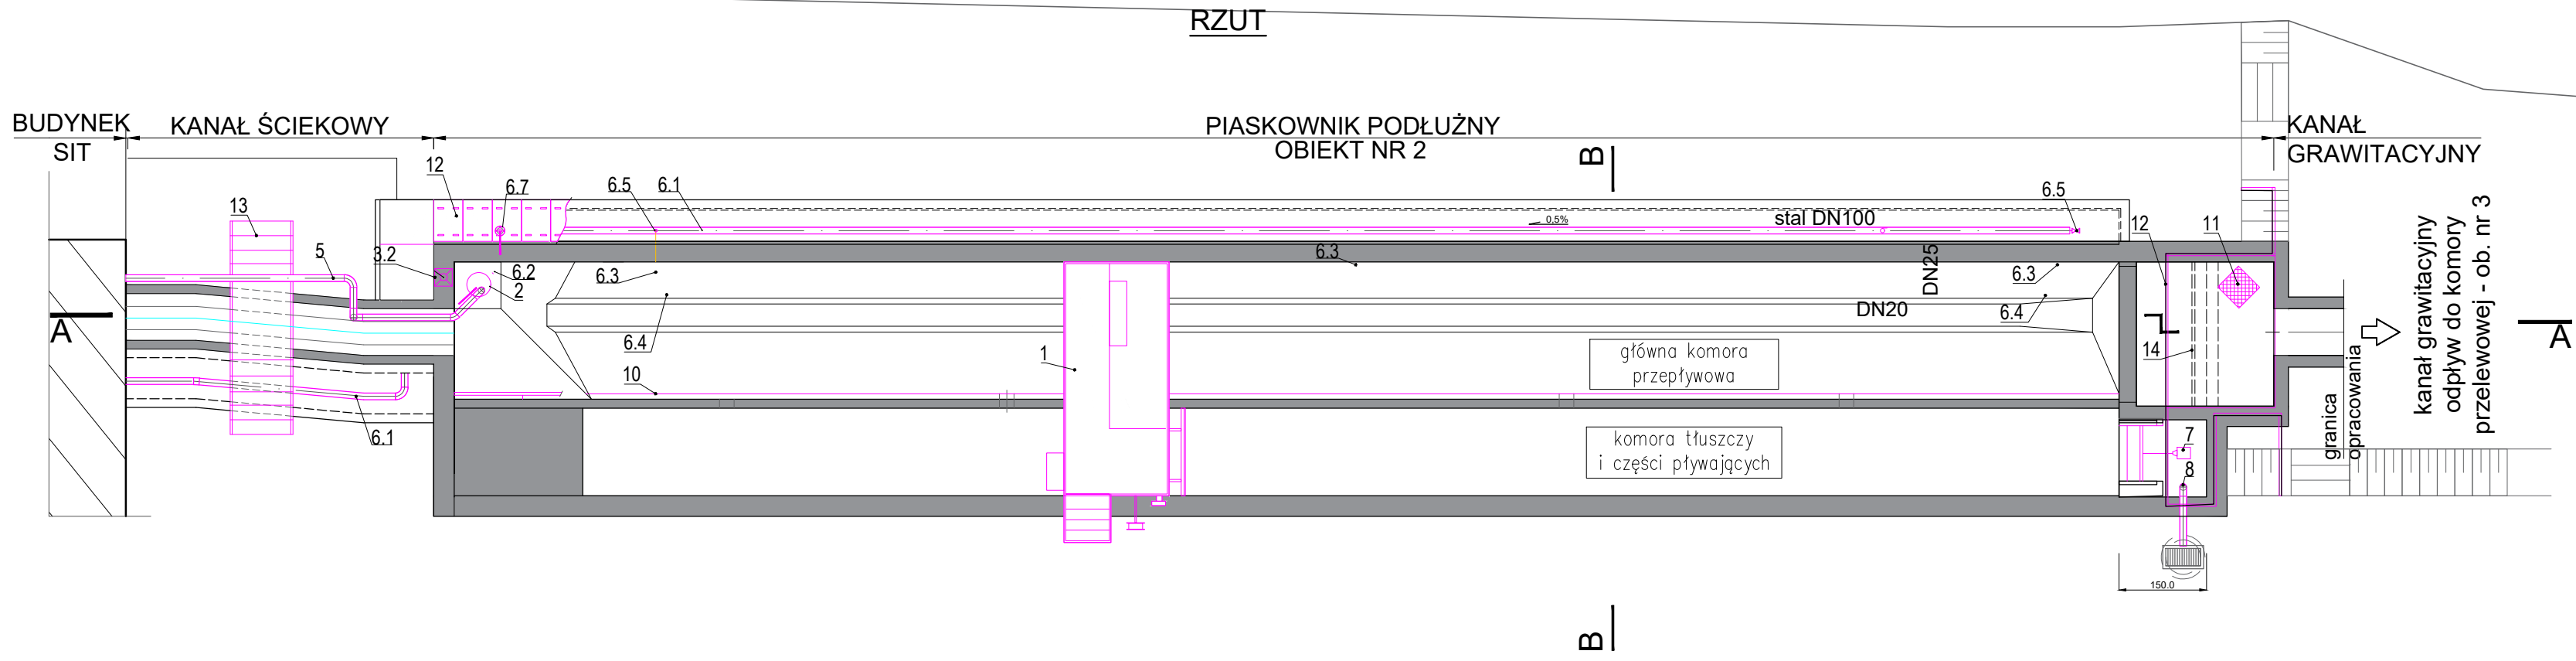 RZUT
BUDYNEK
SIT
KANAŁ ŚCIEKOWY
PIASKOWNIK PODŁUŻNY
OBIEKT NR 2
KANAŁ
GRAWITACYJNY
B
12
6.7
6.5
6.1
6.5
13
0,5%
stal DN100
12
11
5
3.2
6.2
2
6.3
6.3
DN25
6.3
A
6.4
DN20
6.4
A
1
główna komora
przepływowa
14
10
6.1
komora tłuszczy
i części pływających
7
8
granica
opracowania
kanał grawitacyjny
odpływ do komory
przelewowej - ob. nr 3
150.0
B